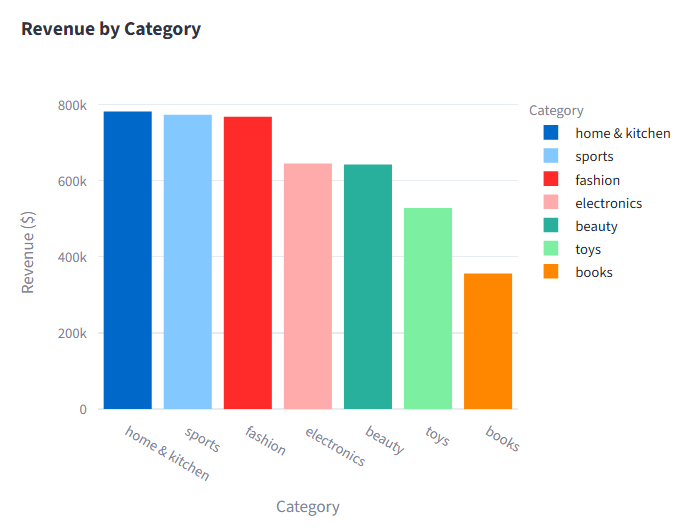 Revenue by Category
800k
600k
400k
200k
0
Revenue ($)
home & kitchen
sports
fashion
electronics
beauty
toys
books
Category
Category
home & kitchen
sports
fashion
electronics
beauty
toys
books